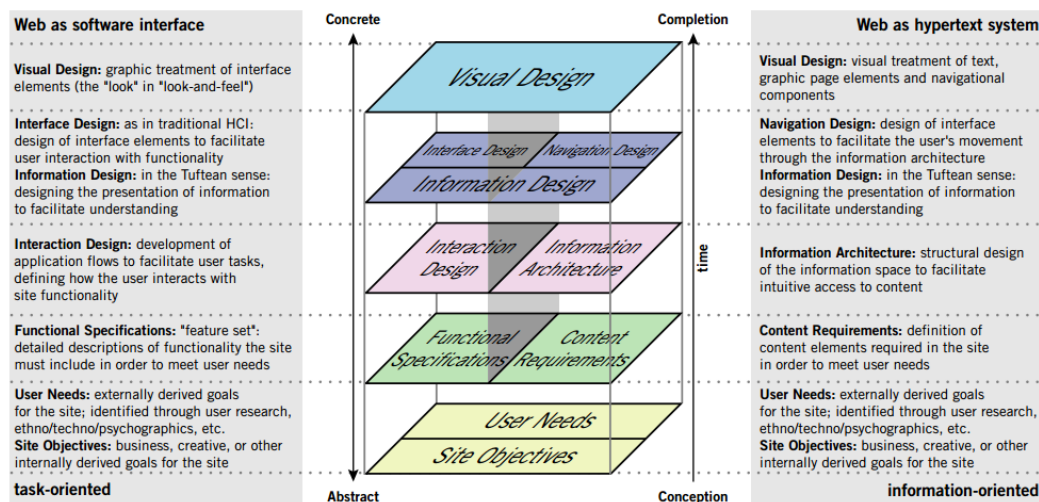 Web as software interface
Visual Design: graphic treatment of interface
elements (the "look" in "look-and-feel")
Interface Design: as in traditional HCI:
design of interface elements to facilitate
user interaction with functionality
Information Design: in the Tuftean sense:
designing the presentation of information
to facilitate understanding
Interaction Design: development of
application flows to facilitate user tasks,
defining how the user interacts with
site functionality
Functional Specifications: "feature set":
detailed descriptions of functionality the site
must include in order to meet user needs
User Needs: externally derived goals
for the site; identified through user research,
ethno/techno/psychographics, etc.
Site Objectives: business, creative, or other
internally derived goals for the site
task-oriented
Concrete
Completion
Visual Design
Interface Design
Navigation Design
Information Design
Interaction
Design
Information
Architecture
Functional
Specifications
Content
Requirements
User Needs
Site Objectives
time
Abstract
Conception
Web as hypertext system
Visual Design: visual treatment of text,
graphic page elements and navigational
components
Navigation Design: design of interface
elements to facilitate the user's movement
through the information architecture
Information Design: in the Tuftean sense:
designing the presentation of information
to facilitate understanding
Information Architecture: structural design
of the information space to facilitate
intuitive access to content
Content Requirements: definition of
content elements required in the site
in order to meet user needs
User Needs: externally derived goals
for the site; identified through user research,
ethno/techno/psychographics, etc.
Site Objectives: business, creative, or other
internally derived goals for the site
information-oriented